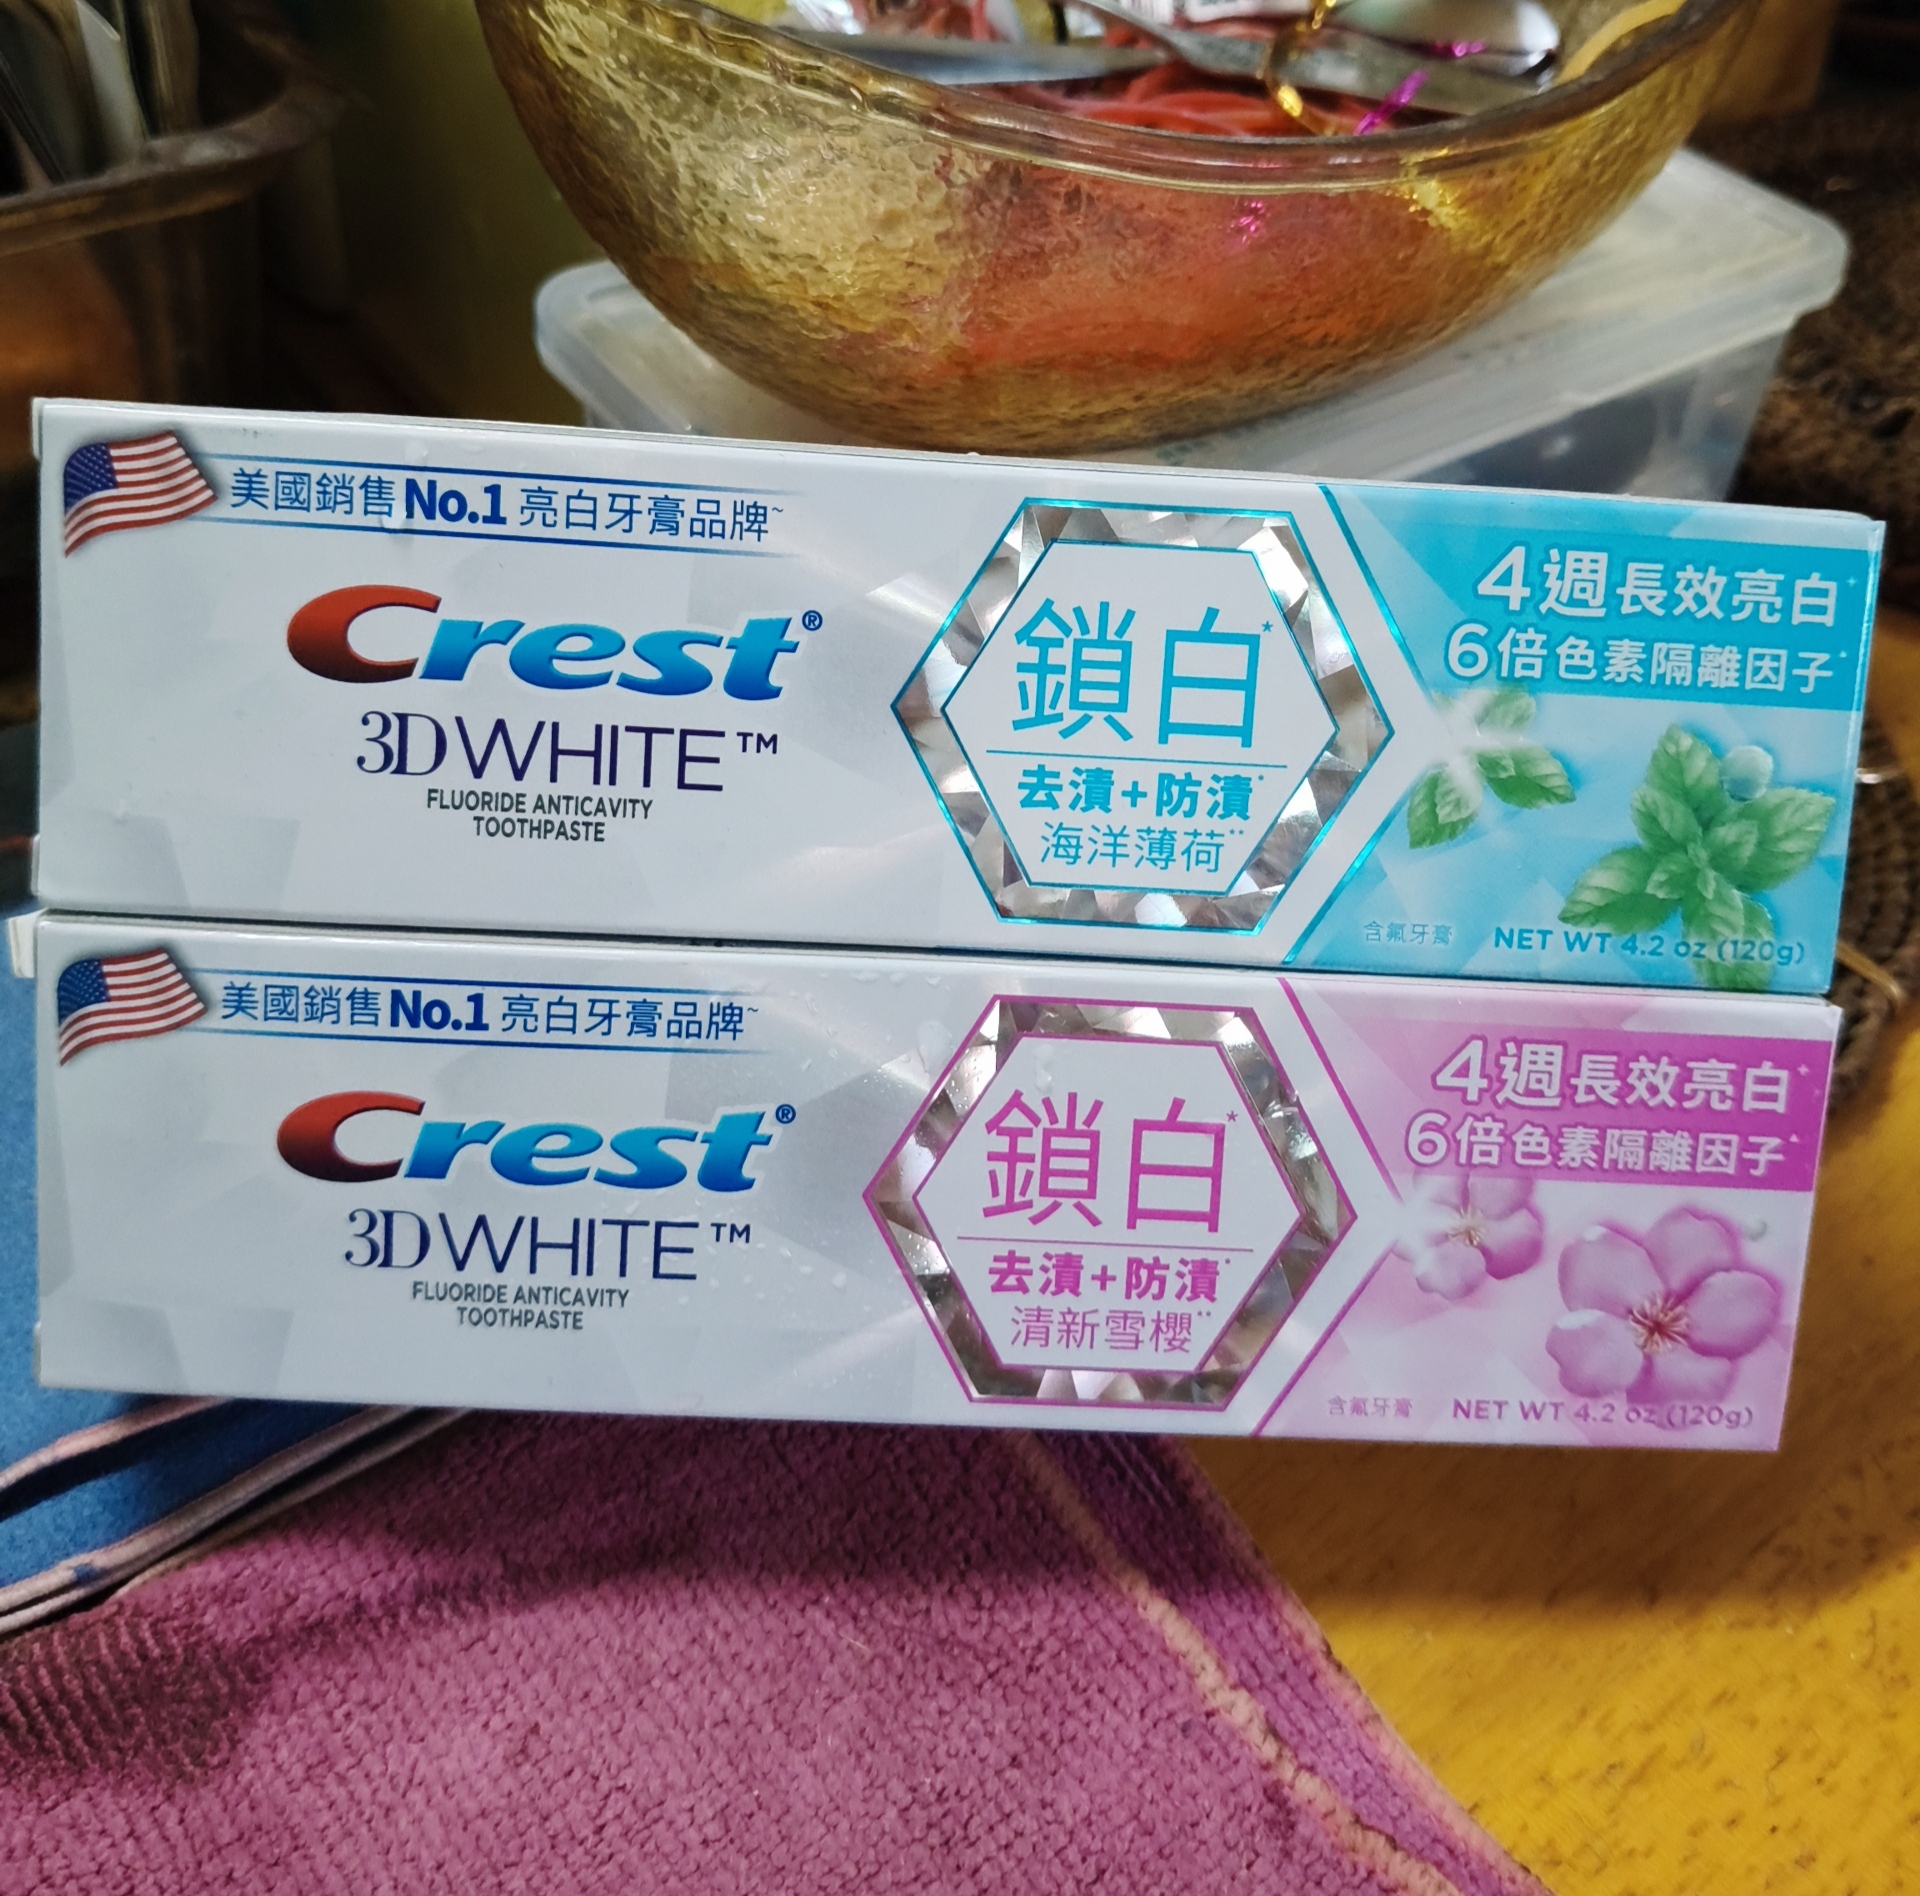 美國銷售No.1亮白牙膏品牌~
Crest®
3D WHITE™
FLUORIDE ANTICAVITY
TOOTHPASTE
鎖白*
去漬+防漬*
海洋薄荷**
4週長效亮白+
6倍色素隔離因子▲
含氟牙膏 NET WT 4.2 oz (120g)
美國銷售No.1亮白牙膏品牌~
Crest®
3D WHITE™
FLUORIDE ANTICAVITY
TOOTHPASTE
鎖白*
去漬+防漬*
清新雪櫻**
4週長效亮白+
6倍色素隔離因子▲
含氟牙膏 NET WT 4.2 oz (120g)